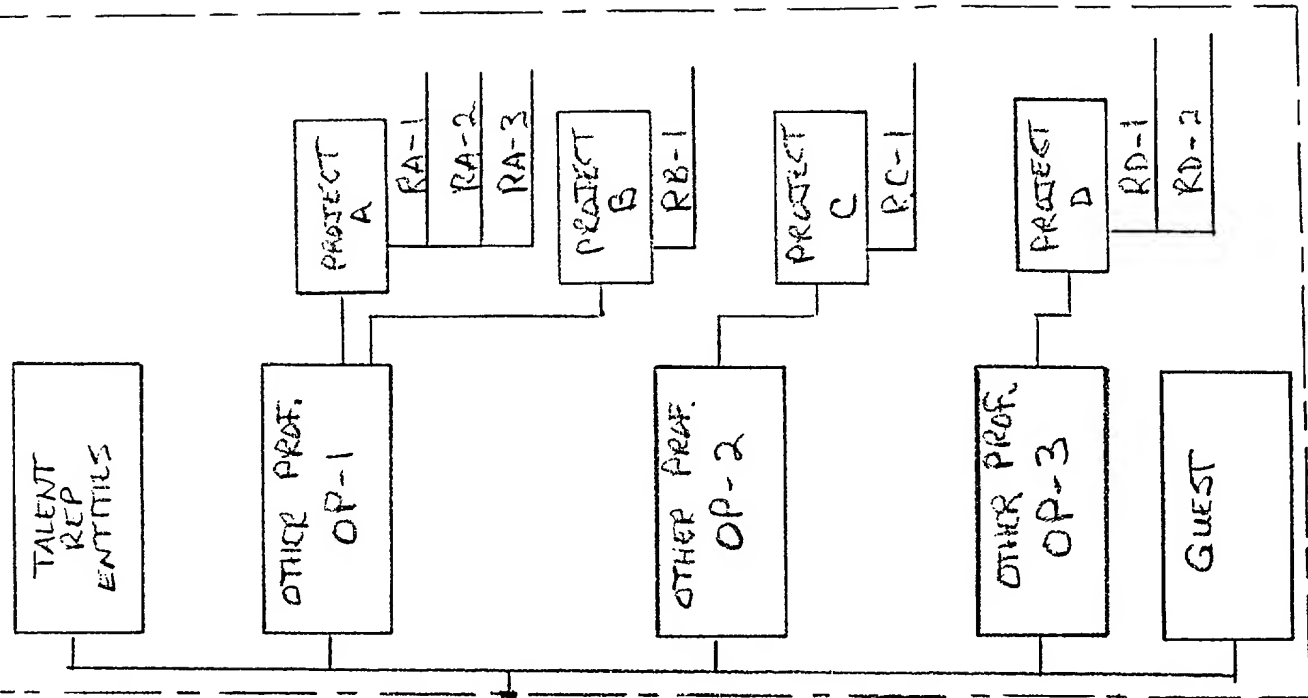 TALENT
REP
ENTITIES
OTHER PROF.
OP-1
OTHER PROF.
OP-2
OTHER PROF.
OP-3
GUEST
PROJECT
A
RA-1
RA-2
RA-3
PROJECT
B
RB-1
PROJECT
C
RC-1
PROJECT
D
RD-1
RD-2